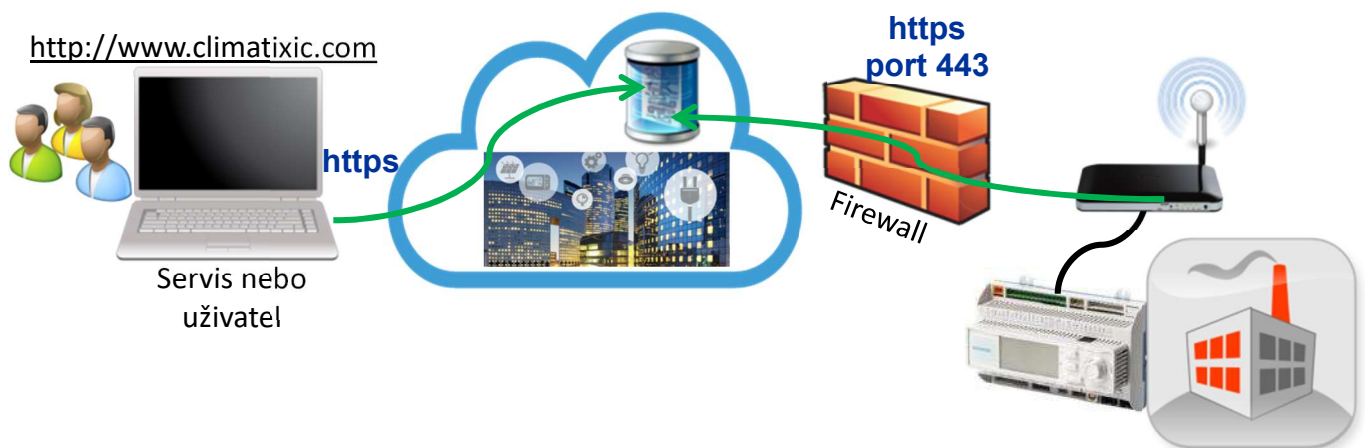 http://www.climatixic.com
https
port 443
https
Firewall
Servis nebo
uživatel